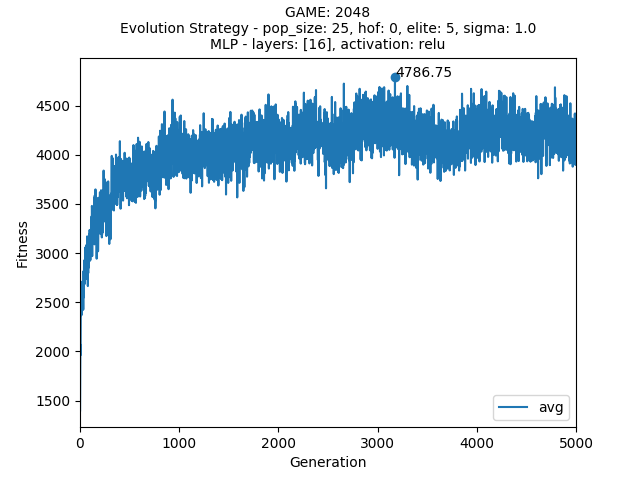 GAME: 2048
Evolution Strategy - pop_size: 25, hof: 0, elite: 5, sigma: 1.0
MLP - layers: [16], activation: relu
4786.75
4500
4000
3500
3000
2500
2000
1500
Fitness
avg
0 1000 2000 3000 4000 5000
Generation